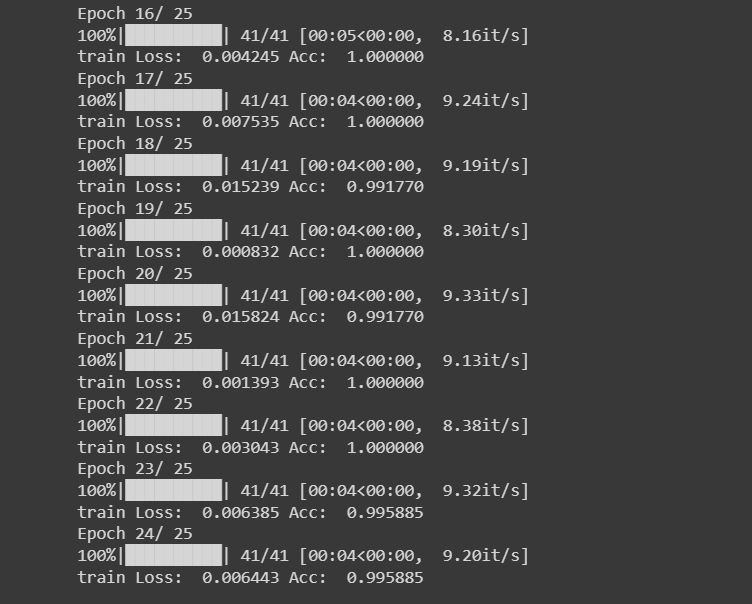 Epoch 16/ 25
100%|██████████| 41/41 [00:05<00:00,  8.16it/s]
train Loss:  0.004245 Acc:  1.000000
Epoch 17/ 25
100%|██████████| 41/41 [00:04<00:00,  9.24it/s]
train Loss:  0.007535 Acc:  1.000000
Epoch 18/ 25
100%|██████████| 41/41 [00:04<00:00,  9.19it/s]
train Loss:  0.015239 Acc:  0.991770
Epoch 19/ 25
100%|██████████| 41/41 [00:04<00:00,  8.30it/s]
train Loss:  0.000832 Acc:  1.000000
Epoch 20/ 25
100%|██████████| 41/41 [00:04<00:00,  9.33it/s]
train Loss:  0.015824 Acc:  0.991770
Epoch 21/ 25
100%|██████████| 41/41 [00:04<00:00,  9.13it/s]
train Loss:  0.001393 Acc:  1.000000
Epoch 22/ 25
100%|██████████| 41/41 [00:04<00:00,  8.38it/s]
train Loss:  0.003043 Acc:  1.000000
Epoch 23/ 25
100%|██████████| 41/41 [00:04<00:00,  9.32it/s]
train Loss:  0.006385 Acc:  0.995885
Epoch 24/ 25
100%|██████████| 41/41 [00:04<00:00,  9.20it/s]
train Loss:  0.006443 Acc:  0.995885